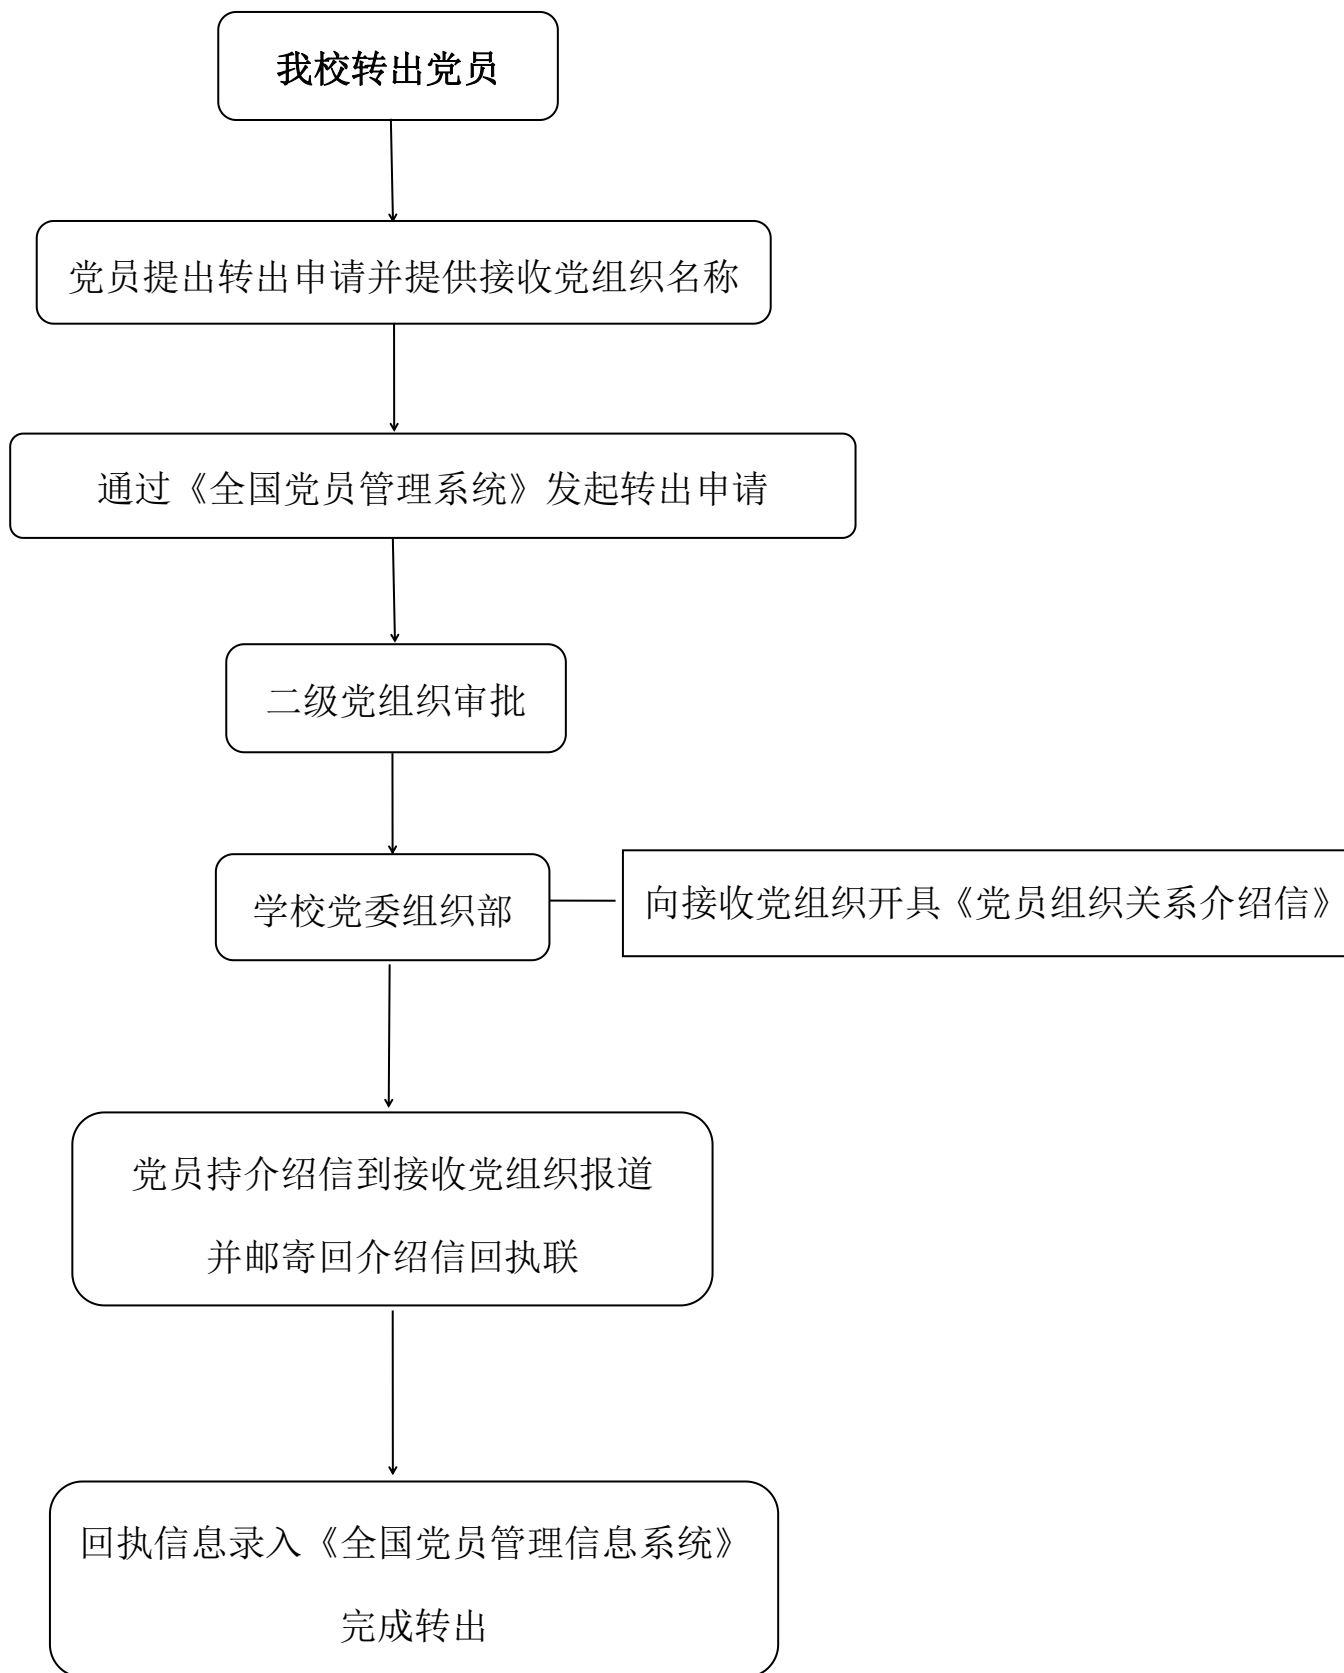 我校转出党员
党员提出转出申请并提供接收党组织名称
通过《全国党员管理系统》发起转出申请
二级党组织审批
学校党委组织部
向接收党组织开具《党员组织关系介绍信》
党员持介绍信到接收党组织报道
并邮寄回介绍信回执联
回执信息录入《全国党员管理信息系统》
完成转出